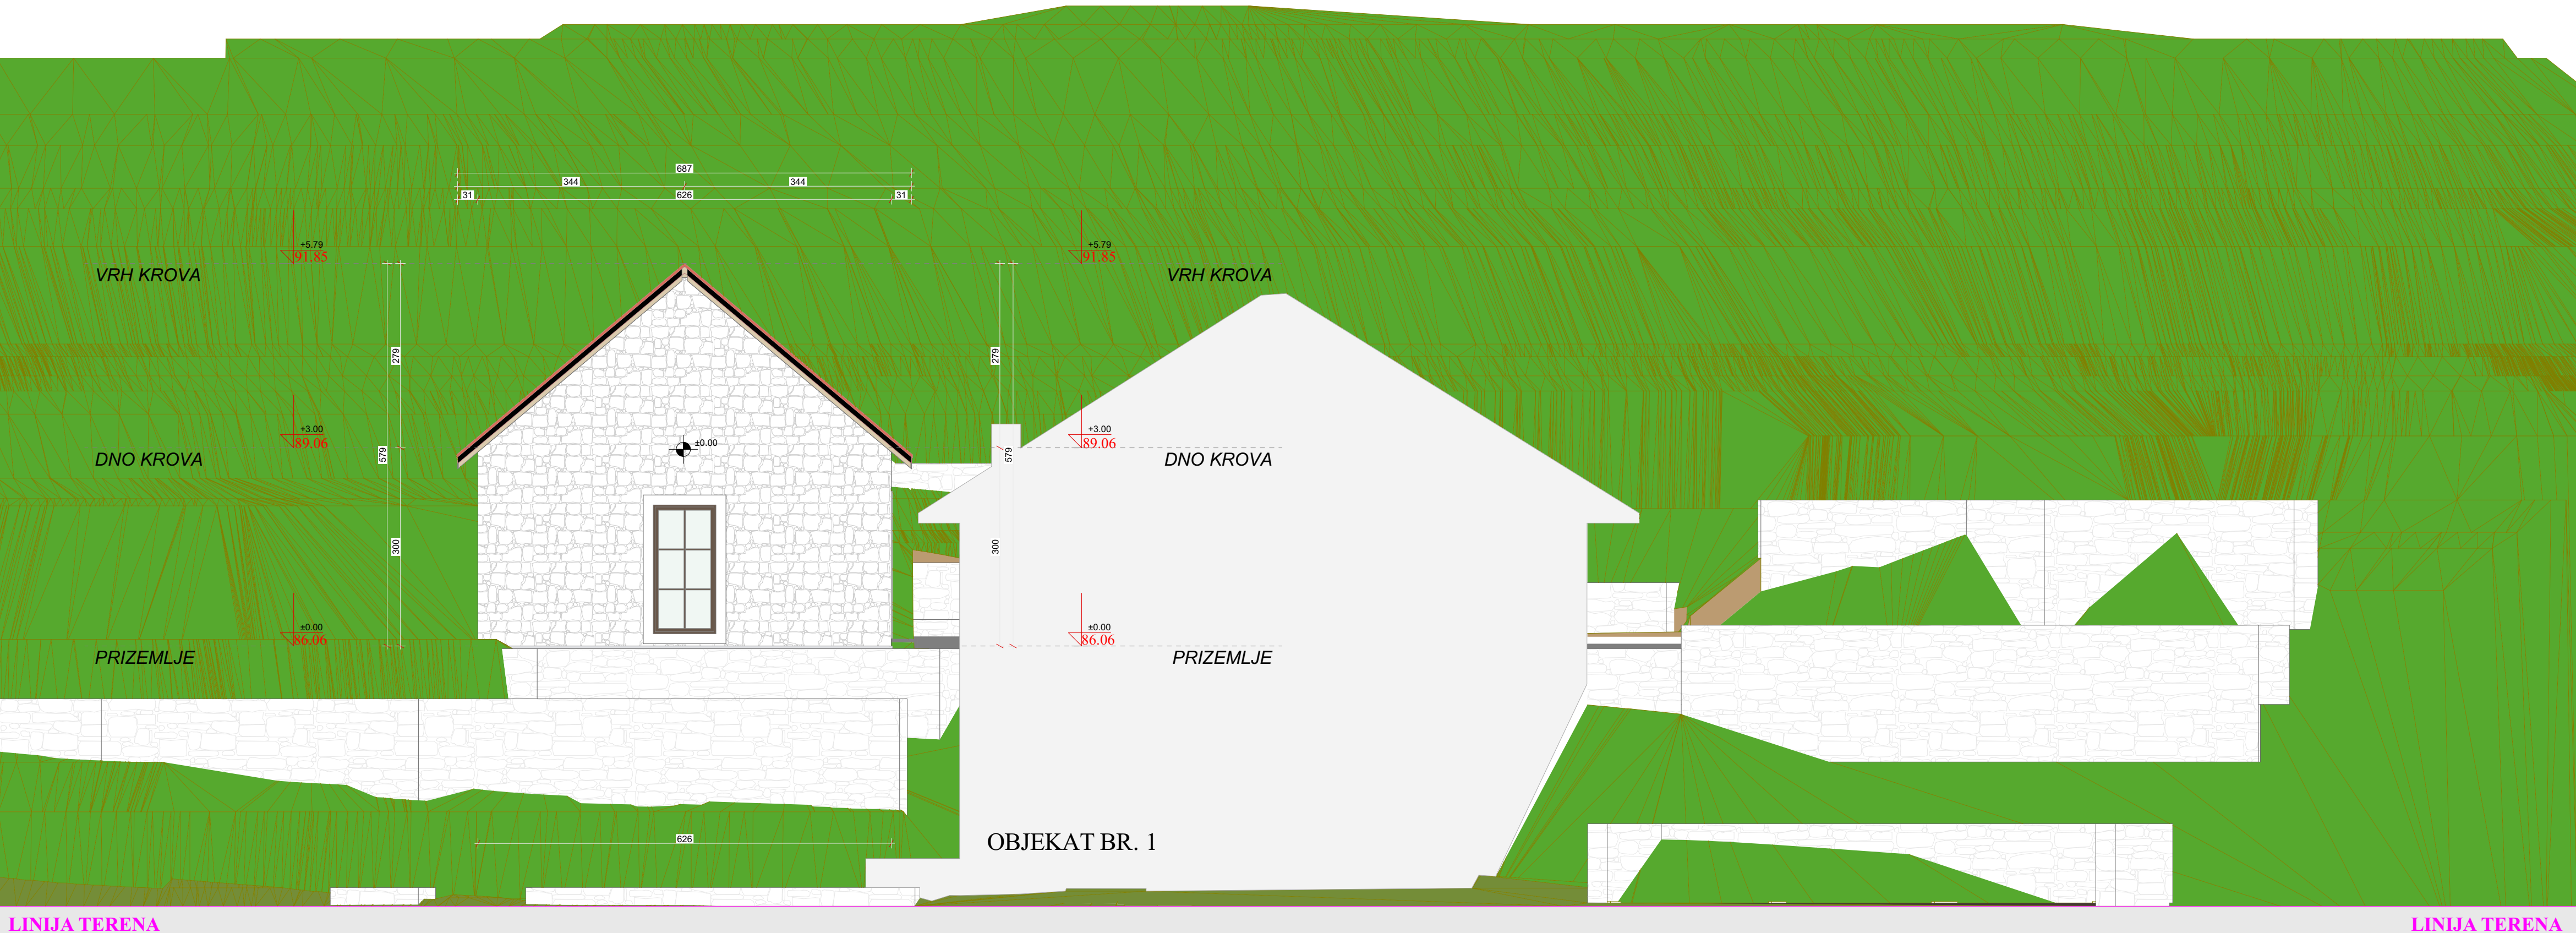 687
344 344
31 626 31
+5.79
91.85
VRH KROVA
+5.79
91.85
VRH KROVA
279
279
+3.00
89.06
DNO KROVA
579
±0.00
579
+3.00
89.06
DNO KROVA
300
300
±0.00
86.06
PRIZEMLJE
±0.00
86.06
PRIZEMLJE
626
OBJEKAT BR. 1
LINIJA TERENA
LINIJA TERENA